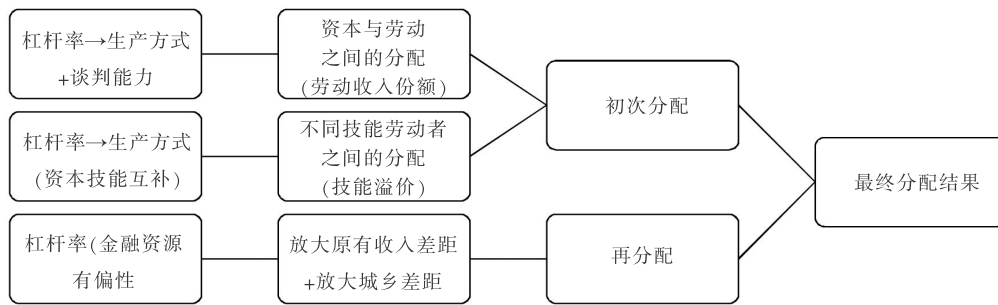 杠杆率→生产方式
+谈判能力
资本与劳动
之间的分配
(劳动收入份额)
杠杆率→生产方式
(资本技能互补)
不同技能劳动者
之间的分配
(技能溢价)
初次分配
杠杆率(金融资源
有偏性
放大原有收入差距
+放大城乡差距
再分配
最终分配结果